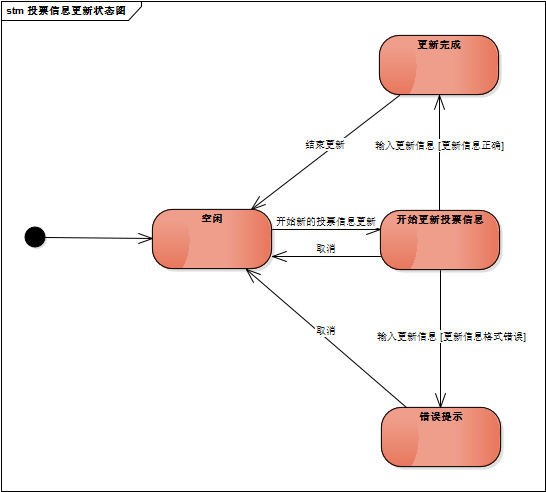 stm 投票信息更新状态图
更新完成
结束更新
输入更新信息 [更新信息正确]
空闲
开始新的投票信息更新
开始更新投票信息
取消
取消
输入更新信息 [更新信息格式错误]
错误提示